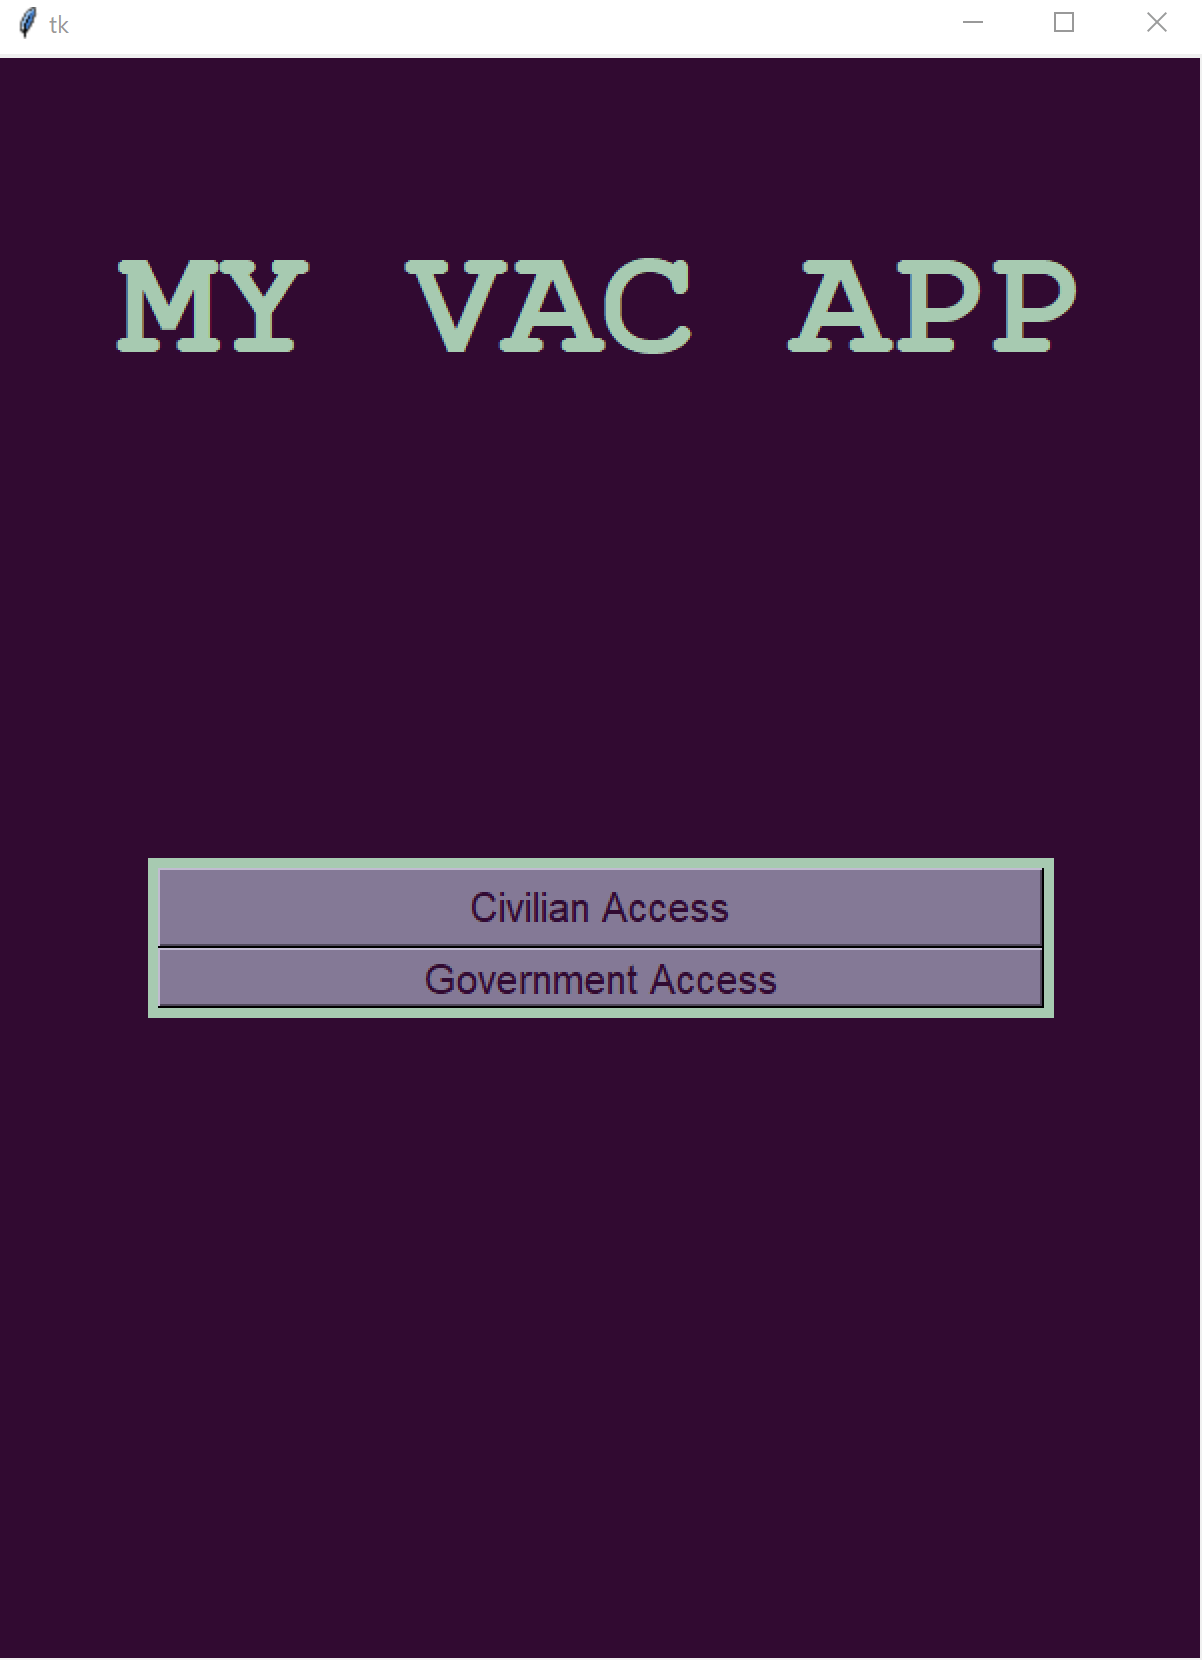 tk
MY VAC APP
Civilian Access
Government Access